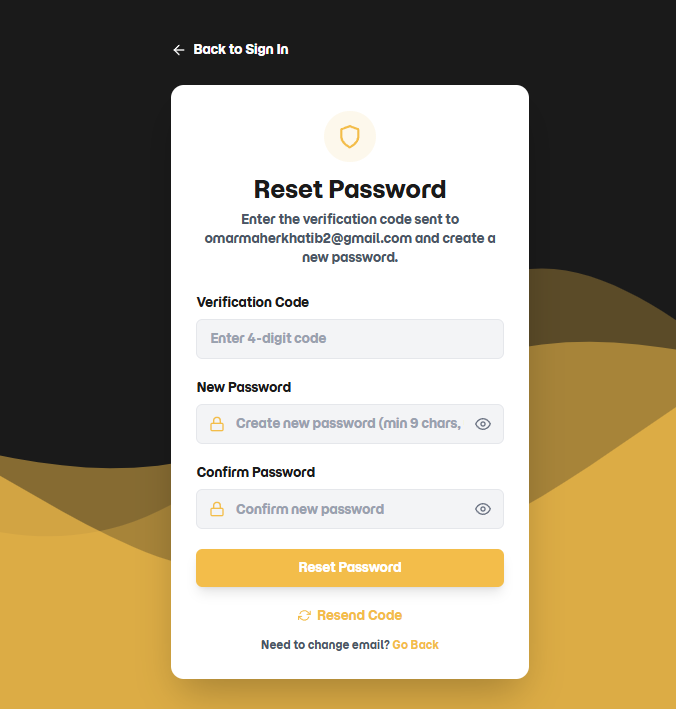 Back to Sign In
Reset Password
Enter the verification code sent to
omarmaherkhatib2@gmail.com and create a
new password.
Verification Code
Enter 4-digit code
New Password
Create new password (min 9 chars,
Confirm Password
Confirm new password
Reset Password
Resend Code
Need to change email? Go Back